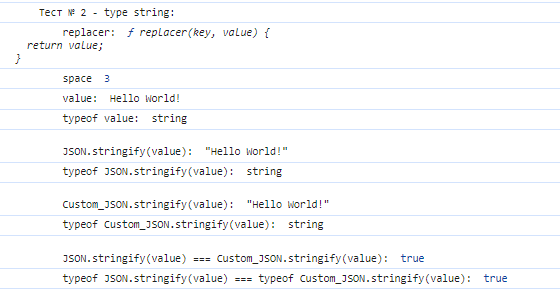 Тест № 2 - type string:
replacer: ƒ replacer(key, value) {
return value;
}
space 3
value: Hello World!
typeof value: string
JSON.stringify(value): "Hello World!"
typeof JSON.stringify(value): string
Custom_JSON.stringify(value): "Hello World!"
typeof Custom_JSON.stringify(value): string
JSON.stringify(value) === Custom_JSON.stringify(value): true
typeof JSON.stringify(value) === typeof Custom_JSON.stringify(value): true